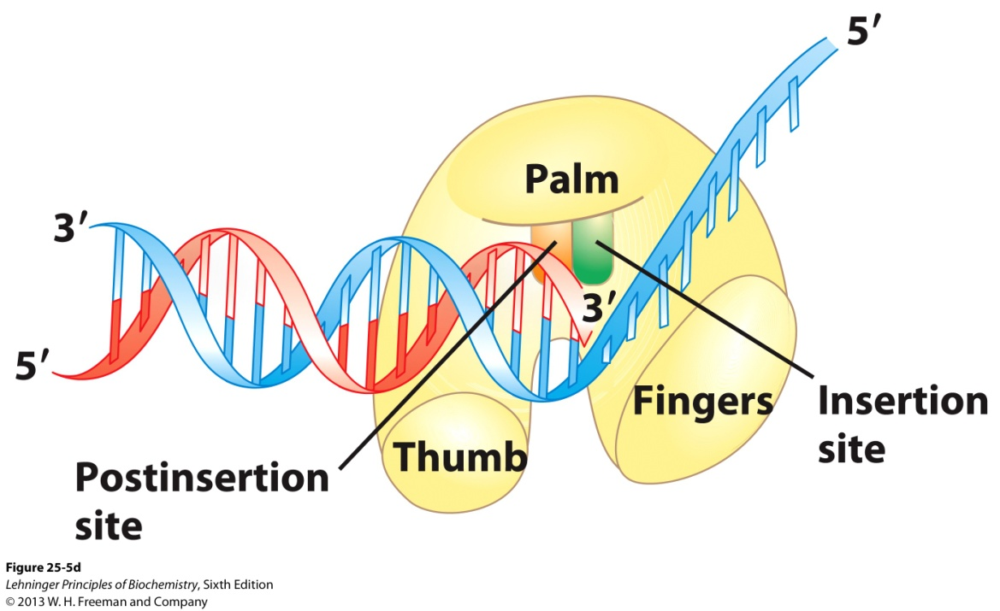 5′
Palm
3′
3′
5′
Fingers
Insertion
site
Thumb
Postinsertion
site
Figure 25-5d
Lehninger Principles of Biochemistry, Sixth Edition
© 2013 W. H. Freeman and Company